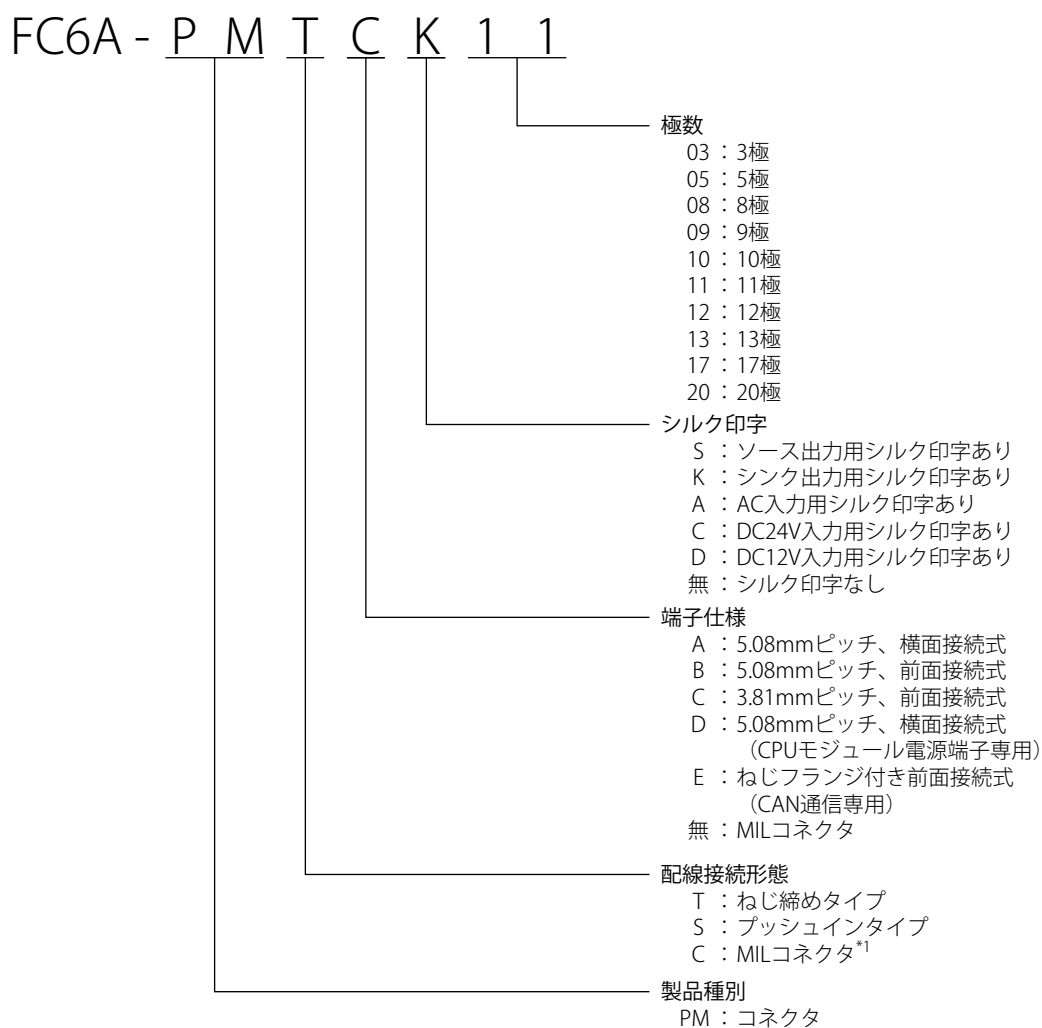 FC6A - P M T C K 1 1
極数
03 : 3極
05 : 5極
08 : 8極
09 : 9極
10 : 10極
11 : 11極
12 : 12極
13 : 13極
17 : 17極
20 : 20極
シルク印字
S : ソース出力用シルク印字あり
K : シンク出力用シルク印字あり
A : AC入力用シルク印字あり
C : DC24V入力用シルク印字あり
D : DC12V入力用シルク印字あり
無 : シルク印字なし
端子仕様
A : 5.08mmピッチ、横面接続式
B : 5.08mmピッチ、前面接続式
C : 3.81mmピッチ、前面接続式
D : 5.08mmピッチ、横面接続式
（CPUモジュール電源端子専用）
E : ねじフランジ付き前面接続式
（CAN通信専用）
無 : MILコネクタ
配線接続形態
T : ねじ締めタイプ
S : プッシュインタイプ
C : MILコネクタ*1
製品種別
PM : コネクタ